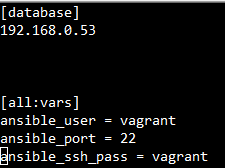 [database]
192.168.0.53
[all:vars]
ansible_user = vagrant
ansible_port = 22
ansible_ssh_pass = vagrant